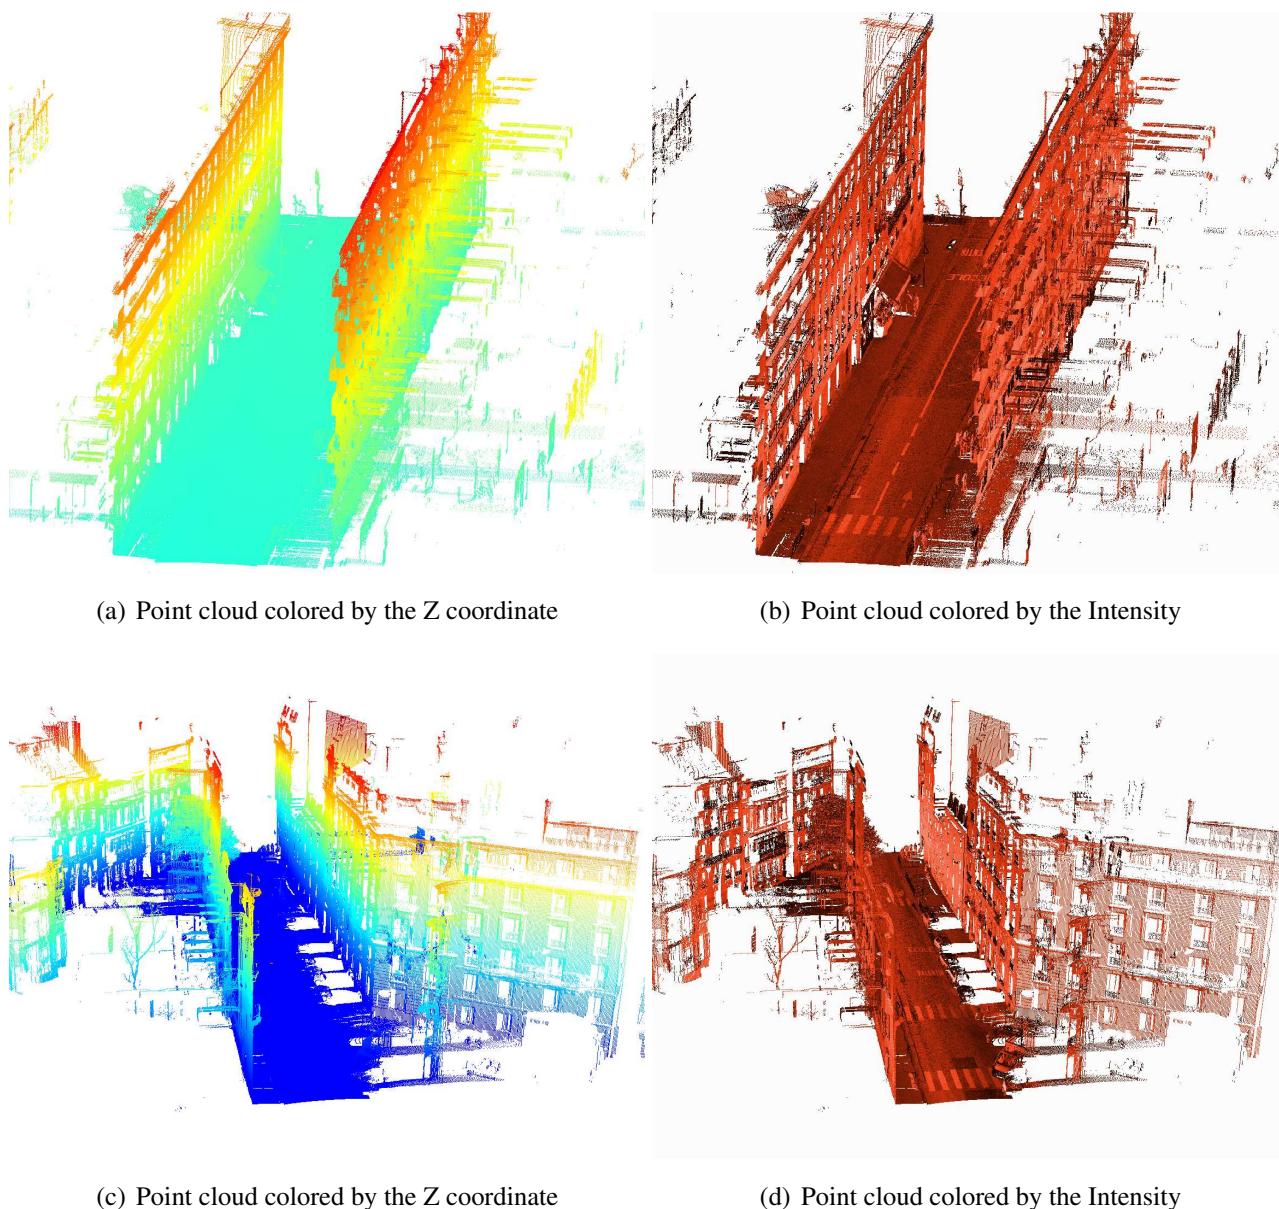 (a) Point cloud colored by the Z coordinate
(b) Point cloud colored by the Intensity
(c) Point cloud colored by the Z coordinate
(d) Point cloud colored by the Intensity